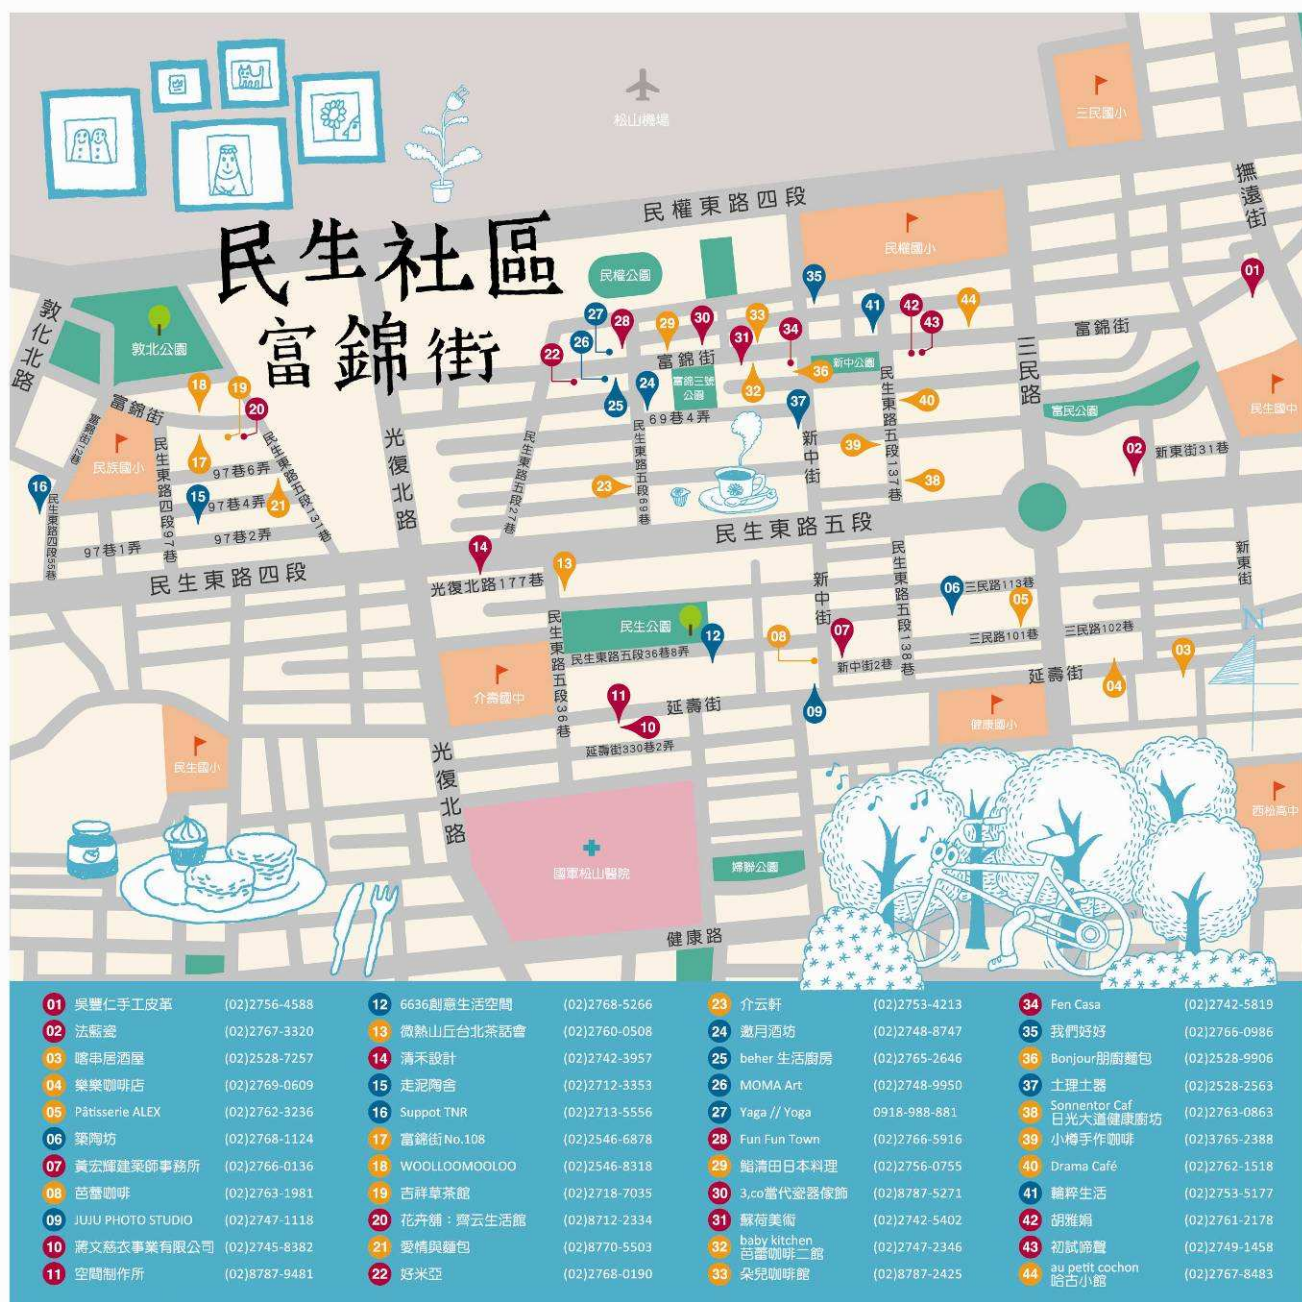 松山機場
三民國小
撫遠街
民權東路四段
民權國小
民權公園
民生社區
富錦街
敦化北路
敦北公園
富錦街
富錦街
富錦街
富錦街12巷
民族國小
97巷6弄
97巷4弄
97巷2弄
97巷1弄
民生東路四段97巷
民生東路五段131巷
民生東路四段55巷
民生東路四段
光復北路
民生東路五段27巷
民生東路五段69巷
69巷4弄
富錦三號公園
新中公園
新中街
民生東路五段137巷
三民路
富民公園
民生國中
新東街31巷
民生東路五段
光復北路177巷
民生公園
民生東路五段36巷8弄
民生東路五段36巷
介壽國中
新中街
新中街2巷
民生東路五段138巷
三民路113巷
三民路101巷
三民路102巷
新東街
N
延壽街
延壽街
延壽街330巷2弄
健康國小
西松高中
民生國小
光復北路
國軍松山醫院
婦聯公園
健康路
01 吳豐仁手工皮革 (02)2756-4588
02 法藍瓷 (02)2767-3320
03 喀串居酒屋 (02)2528-7257
04 樂樂咖啡店 (02)2769-0609
05 Pâtisserie ALEX (02)2762-3236
06 築陶坊 (02)2768-1124
07 黃宏輝建築師事務所 (02)2766-0136
08 芭蕾咖啡 (02)2763-1981
09 JUJU PHOTO STUDIO (02)2747-1118
10 蔣文慈衣事業有限公司 (02)2745-8382
11 空間制作所 (02)8787-9481
12 6636創意生活空間 (02)2768-5266
13 微熱山丘台北茶話會 (02)2760-0508
14 清禾設計 (02)2742-3957
15 走泥陶舍 (02)2712-3353
16 Suppot TNR (02)2713-5556
17 富錦街No.108 (02)2546-6878
18 WOOLLOOMOOLOO (02)2546-8318
19 吉祥草茶館 (02)2718-7035
20 花卉舖：齊云生活館 (02)8712-2334
21 愛情與麵包 (02)8770-5503
22 好米亞 (02)2768-0190
23 介云軒 (02)2753-4213
24 邀月酒坊 (02)2748-8747
25 beher 生活廚房 (02)2765-2646
26 MOMA Art (02)2748-9950
27 Yaga // Yoga 0918-988-881
28 Fun Fun Town (02)2766-5916
29 鮨清田日本料理 (02)2756-0755
30 3,co當代瓷器傢飾 (02)8787-5271
31 蘇荷美術 (02)2742-5402
32 baby kitchen 芭蕾咖啡二館 (02)2747-2346
33 朵兒咖啡館 (02)8787-2425
34 Fen Casa (02)2742-5819
35 我們好好 (02)2766-0986
36 Bonjour朋廚麵包 (02)2528-9906
37 土理土器 (02)2528-2563
38 Sonnentor Caf 日光大道健康廚坊 (02)2763-0863
39 小樽手作咖啡 (02)3765-2388
40 Drama Café (02)2762-1518
41 輪粹生活 (02)2753-5177
42 胡雅娟 (02)2761-2178
43 初試啼聲 (02)2749-1458
44 au petit cochon 哈古小館 (02)2767-8483